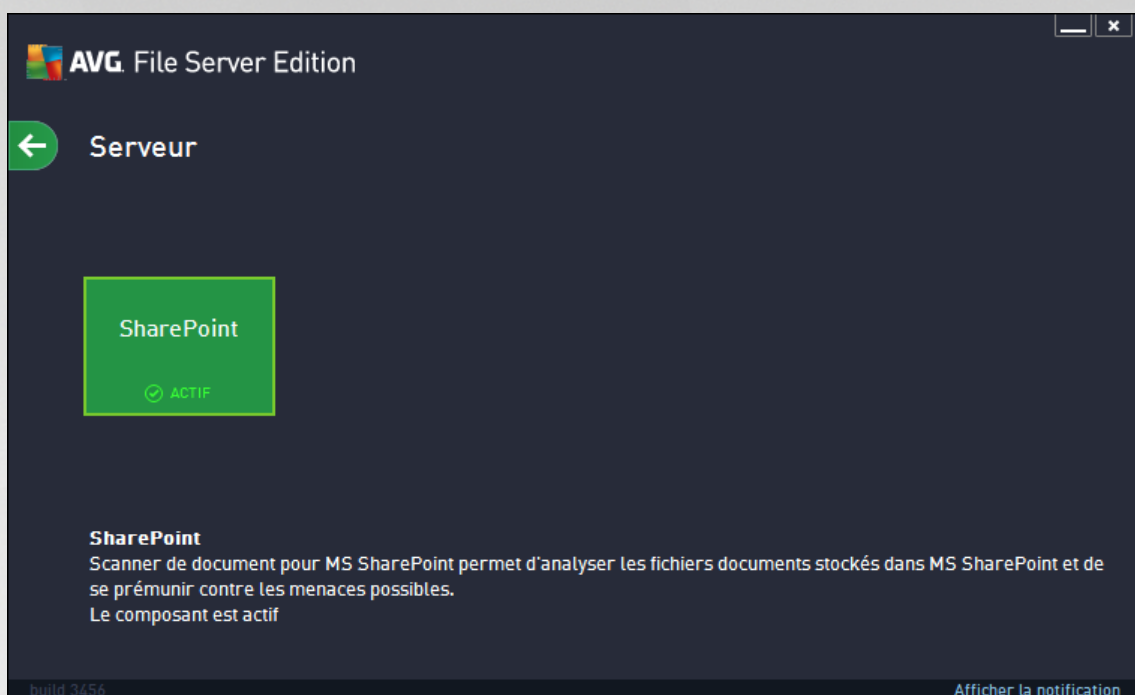 AVG. File Server Edition
Serveur
SharePoint
ACTIF
SharePoint
Scanner de document pour MS SharePoint permet d'analyser les fichiers documents stockés dans MS SharePoint et de
se prémunir contre les menaces possibles.
Le composant est actif
build 3456
Afficher la notification